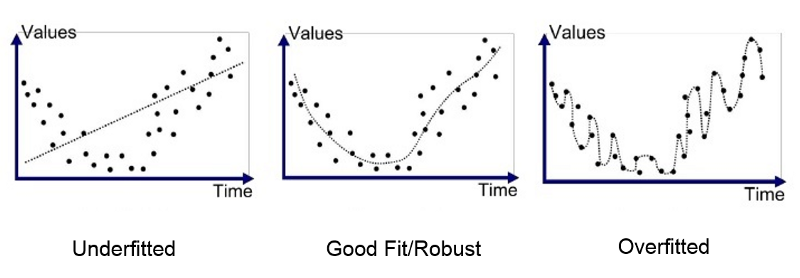 Values
Time
Underfitted
Values
Time
Good Fit/Robust
Values
Time
Overfitted